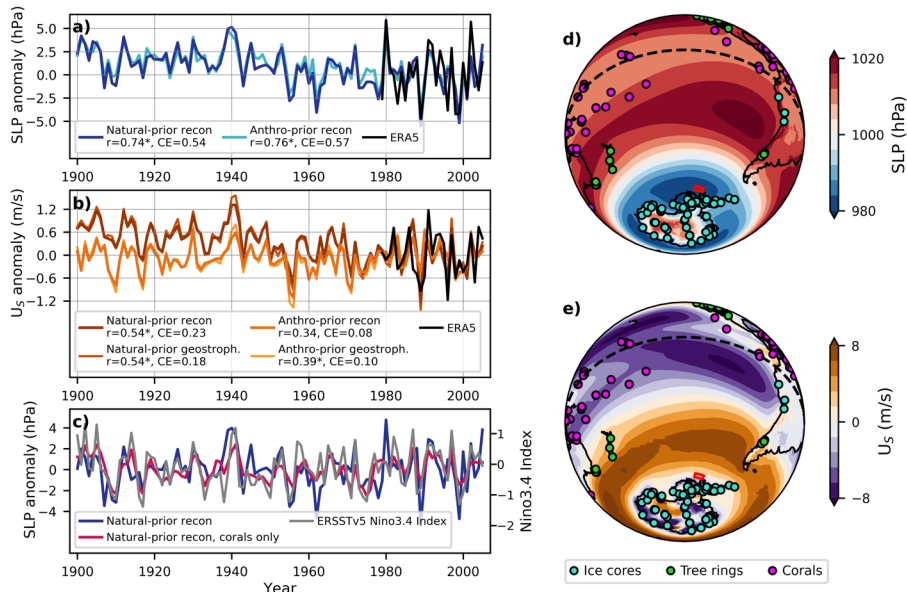 1900 1920 1940 1960 1980 2000
a)
SLP anomaly (hPa)
5.0
2.5
0.0
−2.5
−5.0
Natural-prior recon
r=0.74*, CE=0.54
Anthro-prior recon
r=0.76*, CE=0.57
ERA5
1900 1920 1940 1960 1980 2000
b)
U_S anomaly (m/s)
1.2
0.6
0.0
−0.6
−1.2
Natural-prior recon
r=0.54*, CE=0.23
Natural-prior geostroph.
r=0.54*, CE=0.18
Anthro-prior recon
r=0.34, CE=0.08
Anthro-prior geostroph.
r=0.39*, CE=0.10
ERA5
c)
SLP anomaly (hPa)
4
2
0
−2
−4
1
0
−1
−2
Nino3.4 Index
Natural-prior recon
Natural-prior recon, corals only
ERSSTv5 Nino3.4 Index
1900 1920 1940 1960 1980 2000
Year
d)
1020
1000
980
SLP (hPa)
e)
8
4
0
−4
−8
U_S (m/s)
Ice cores Tree rings Corals